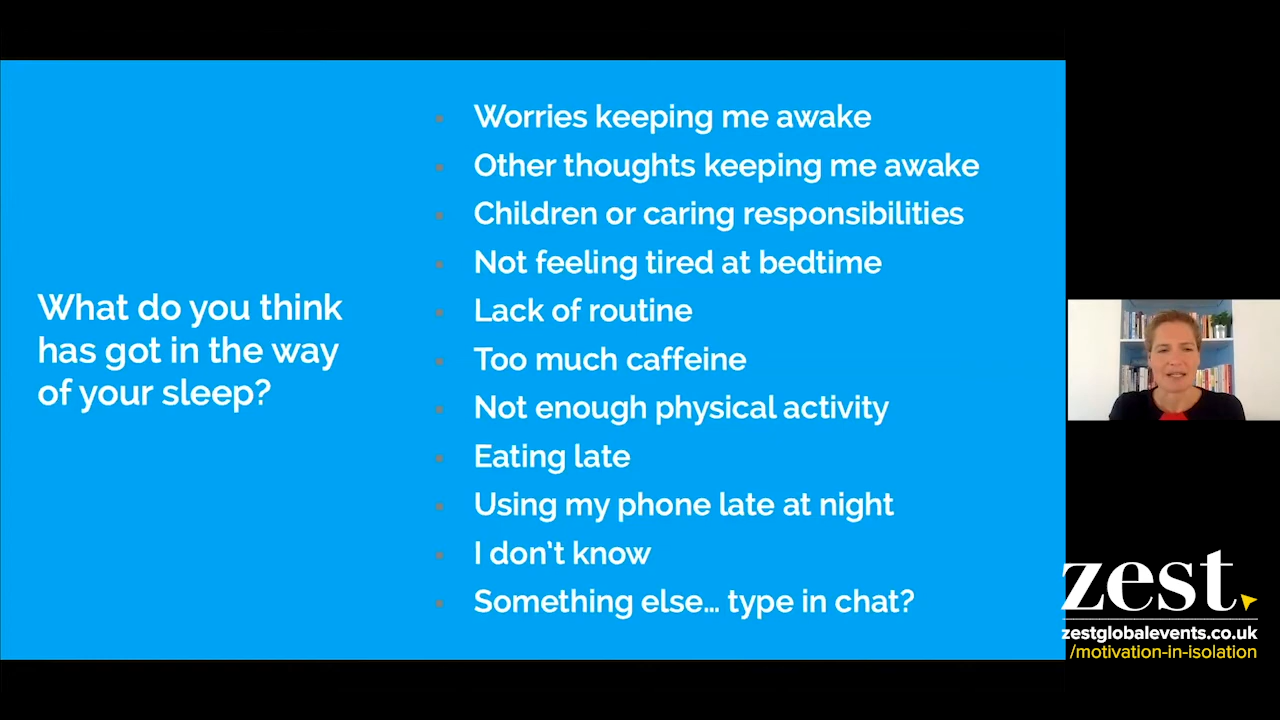 What do you think
has got in the way
of your sleep?
Worries keeping me awake
Other thoughts keeping me awake
Children or caring responsibilities
Not feeling tired at bedtime
Lack of routine
Too much caffeine
Not enough physical activity
Eating late
Using my phone late at night
I don't know
Something else... type in chat?
zest
zestglobalevents.co.uk
/motivation-in-isolation